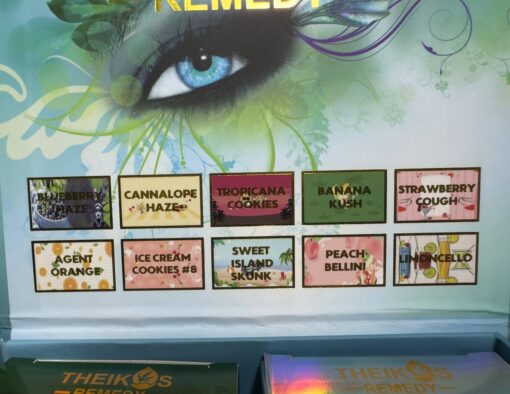 REMEDY
BLUEBERRY
HAZE
CANNALOPE
HAZE
TROPICANA
COOKIES
BANANA
KUSH
STRAWBERRY
COUGH
AGENT
ORANGE
ICE CREAM
COOKIES #8
SWEET
ISLAND
SKUNK
PEACH
BELLINI
LIMONCELLO
THEIKOS
REMEDY
THEIKOS
REMEDY